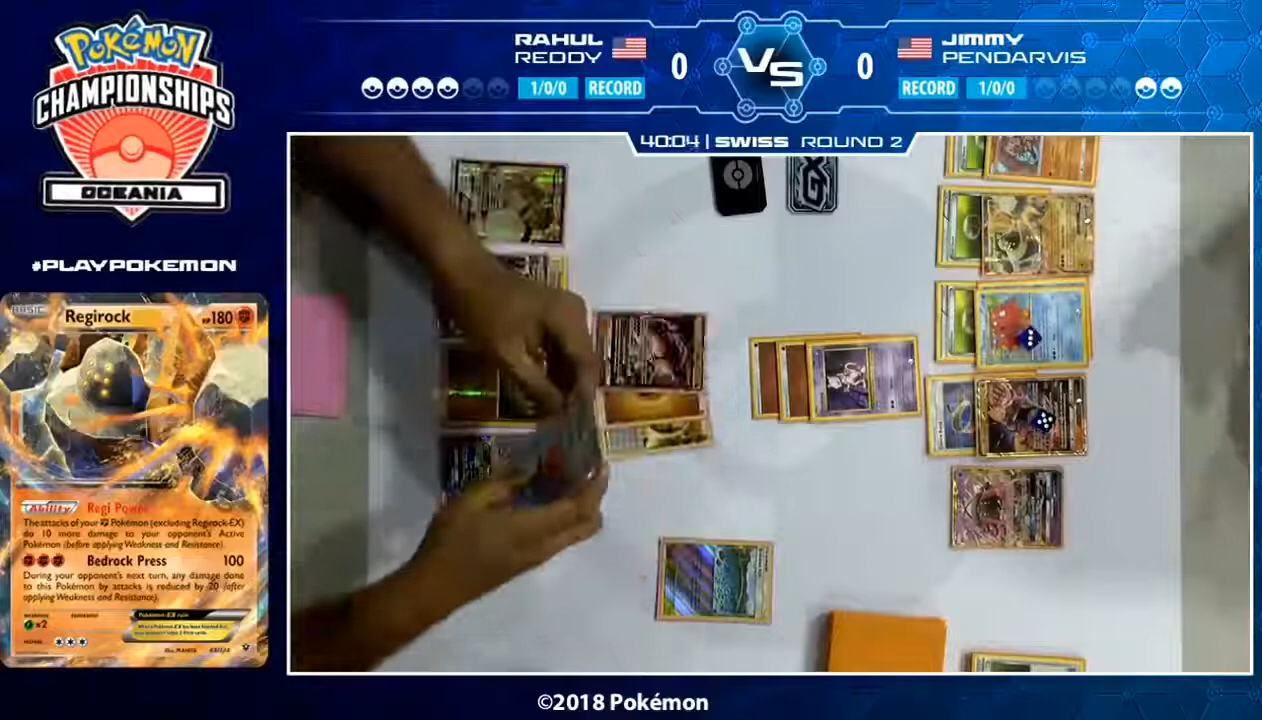 POKÉMON
CHAMPIONSHIPS
OCEANIA
#PLAYPOKEMON
RAHUL
REDDY
0
VS
0
JIMMY
PENDARVIS
1/0/0
RECORD
RECORD
1/0/0
40:04 | SWISS ROUND 2
GX
BASIC
Regirock
HP180
Ability
Regi Power
The attacks of your Pokémon (excluding Regirock-EX)
do 10 more damage to your opponent's Active
Pokémon (before applying Weakness and Resistance).
Bedrock Press
100
During your opponent's next turn, any damage done
to this Pokémon by attacks is reduced by 20 (after
applying Weakness and Resistance).
x2
©2018 Pokémon